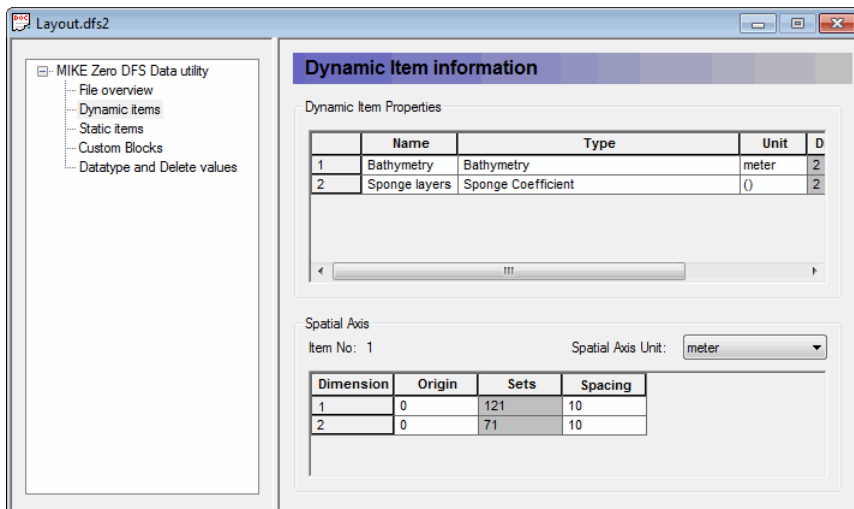 Layout.dfs2
MIKE Zero DFS Data utility
File overview
Dynamic items
Static items
Custom Blocks
Datatype and Delete values
Dynamic Item information
Dynamic Item Properties
Name Type Unit D
1 Bathymetry Bathymetry meter 2
2 Sponge layers Sponge Coefficient () 2
Spatial Axis
Item No: 1 Spatial Axis Unit: meter
Dimension Origin Sets Spacing
1 0 121 10
2 0 71 10